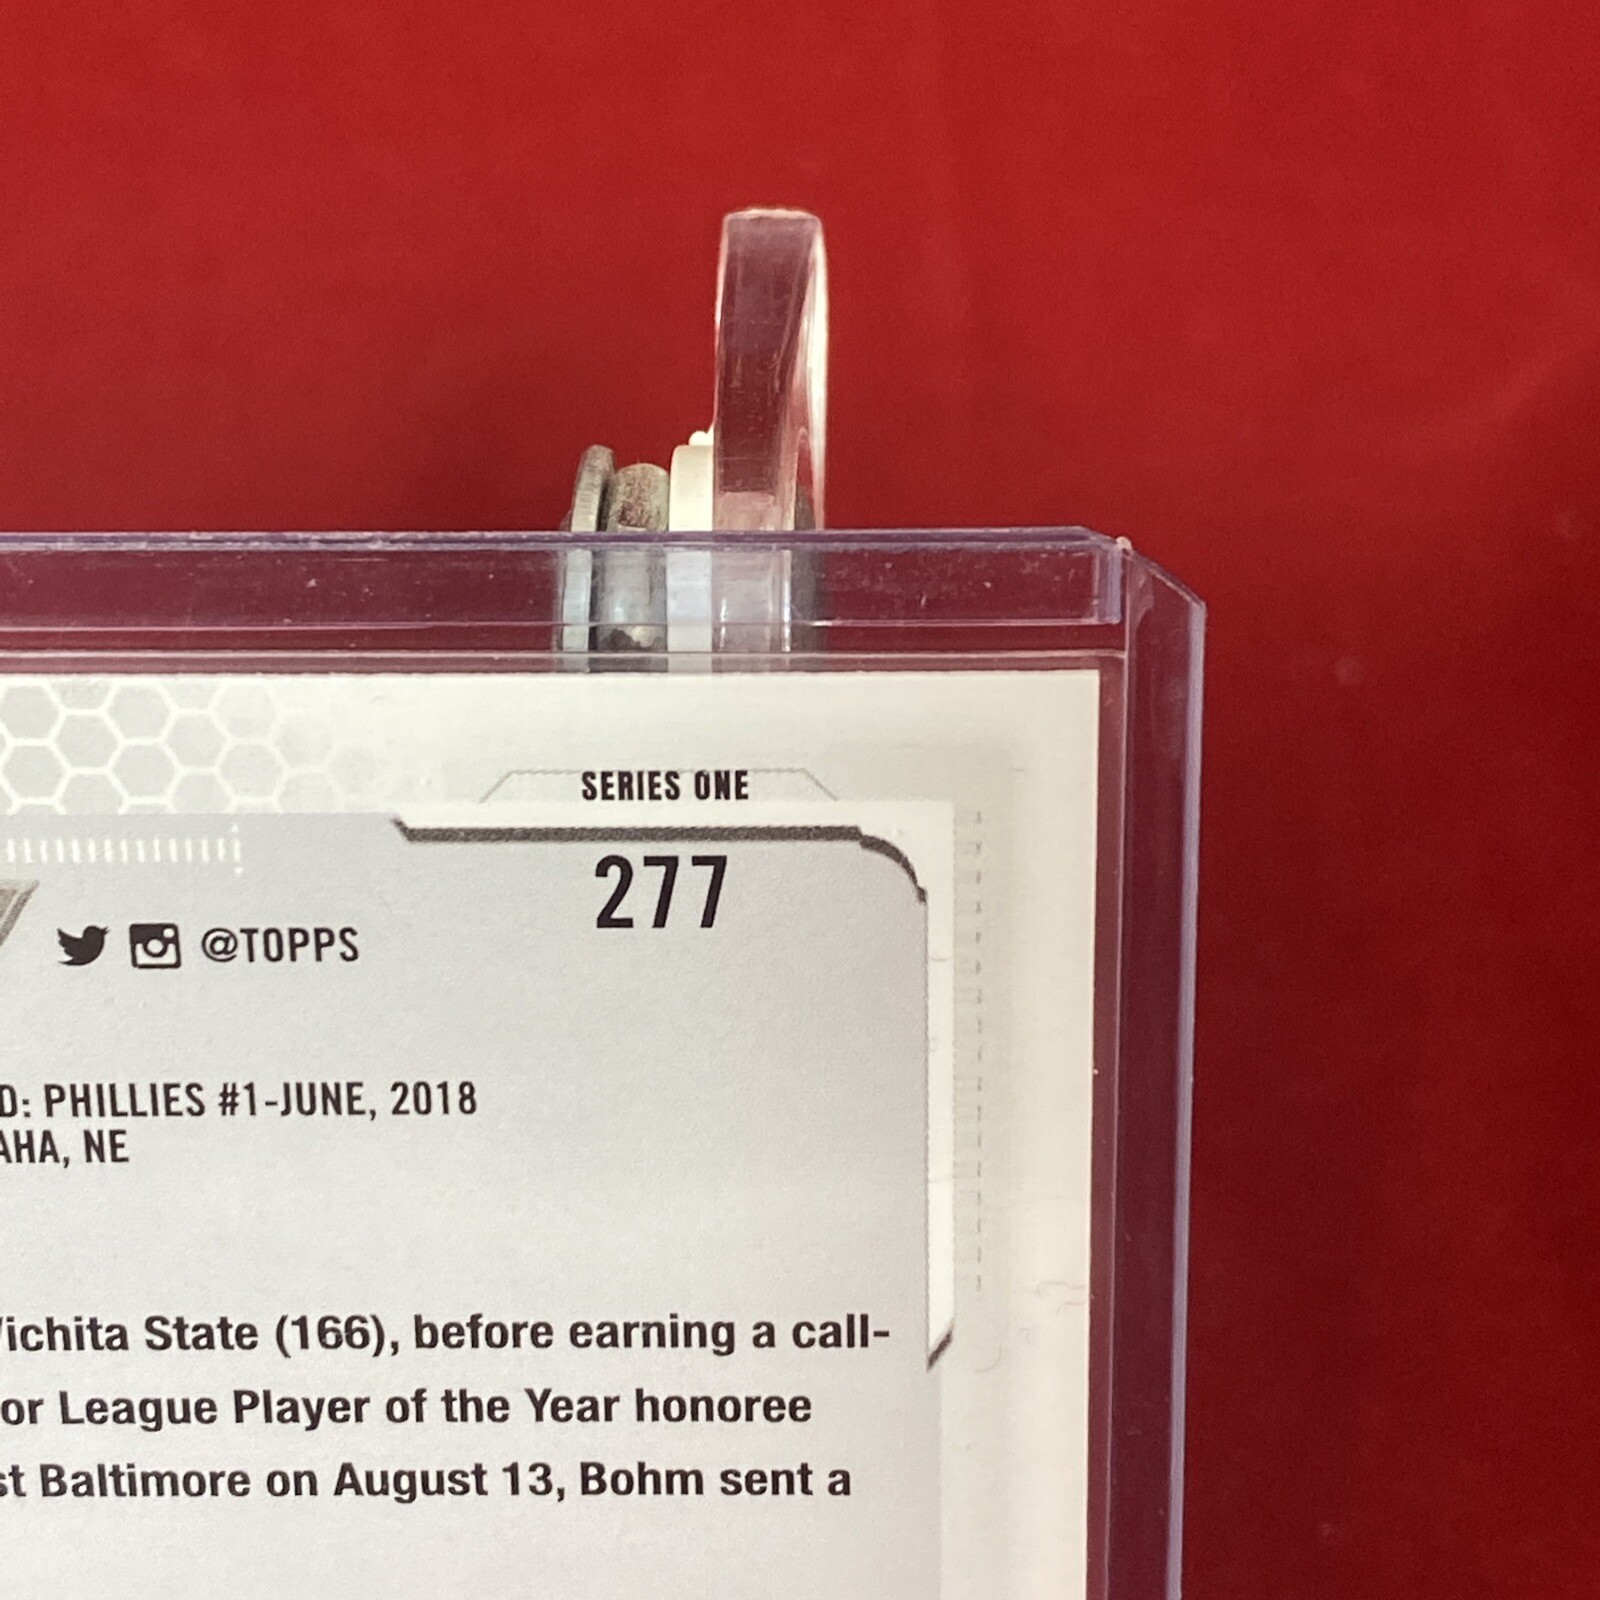 SERIES ONE
277
@TOPPS
D: PHILLIES #1-JUNE, 2018
AHA, NE
ichita State (166), before earning a call-
or League Player of the Year honoree
st Baltimore on August 13, Bohm sent a